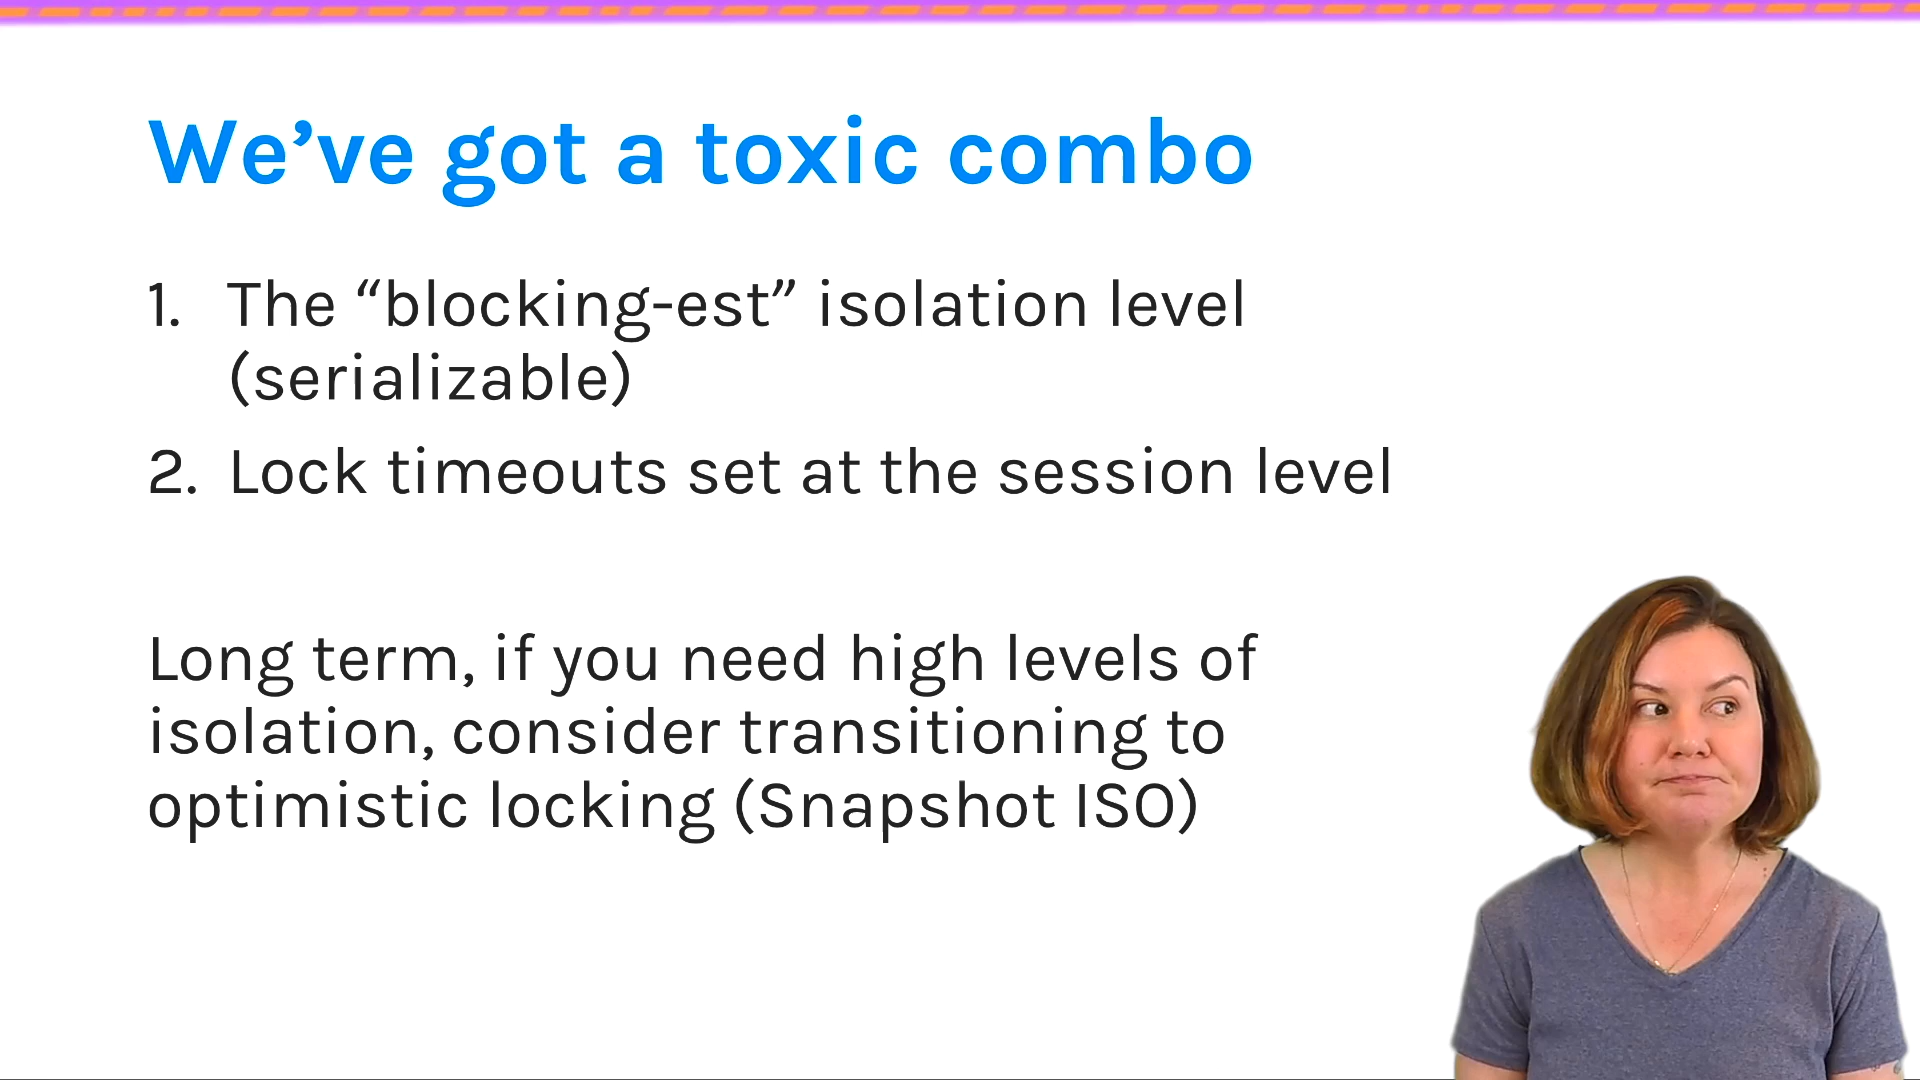 We’ve got a toxic combo
1. The “blocking-est” isolation level
(serializable)
2. Lock timeouts set at the session level
Long term, if you need high levels of
isolation, consider transitioning to
optimistic locking (Snapshot ISO)